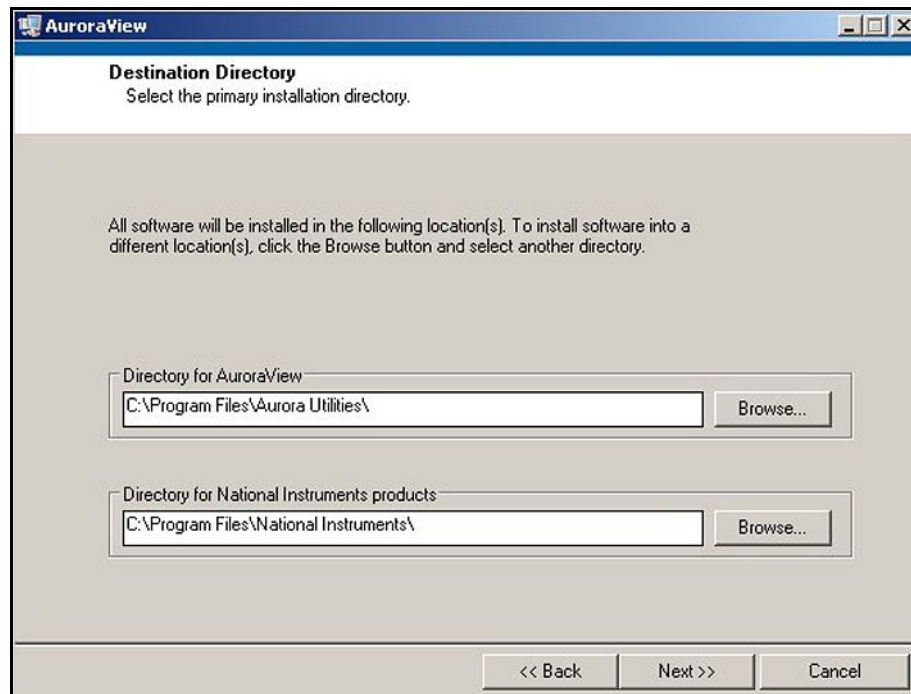 AuroraView
Destination Directory
Select the primary installation directory.
All software will be installed in the following location(s). To install software into a
different location(s), click the Browse button and select another directory.
Directory for AuroraView
C:\Program Files\Aurora Utilities\
Browse...
Directory for National Instruments products
C:\Program Files\National Instruments\
Browse...
<< Back
Next >>
Cancel